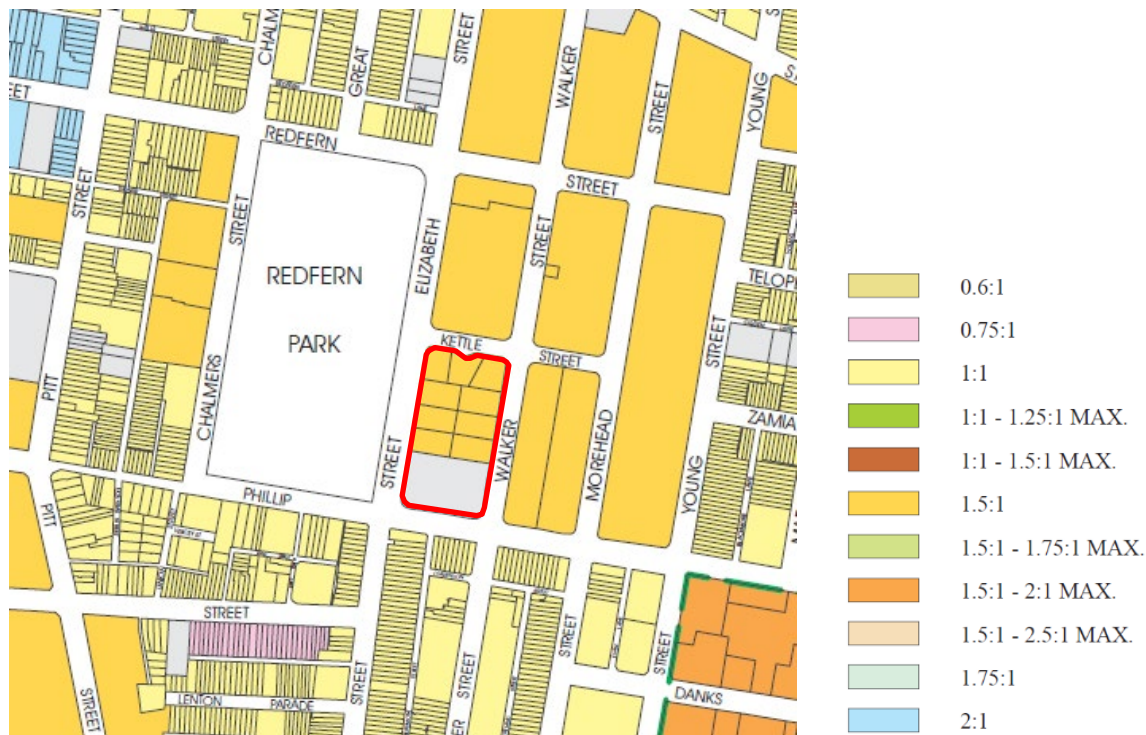 CHALM
STREET
GREAT
STREET
WALKER
STREET
YOUNG
EET
REDFERN
STREET
STREET
STREET
ELIZABETH
STREET
REDFERN
PARK
TELOP
KETTLE
STREET
STREET
PITT
CHALMERS
STREET
WALKER
MOREHEAD
YOUNG
ZAMIA
PHILLIP
PITT
STREET
STREET
STREET
STREET
STREET
STREET
LENTON
PARADE
DANKS
ER
0.6:1
0.75:1
1:1
1:1 - 1.25:1 MAX.
1:1 - 1.5:1 MAX.
1.5:1
1.5:1 - 1.75:1 MAX.
1.5:1 - 2:1 MAX.
1.5:1 - 2.5:1 MAX.
1.75:1
2:1